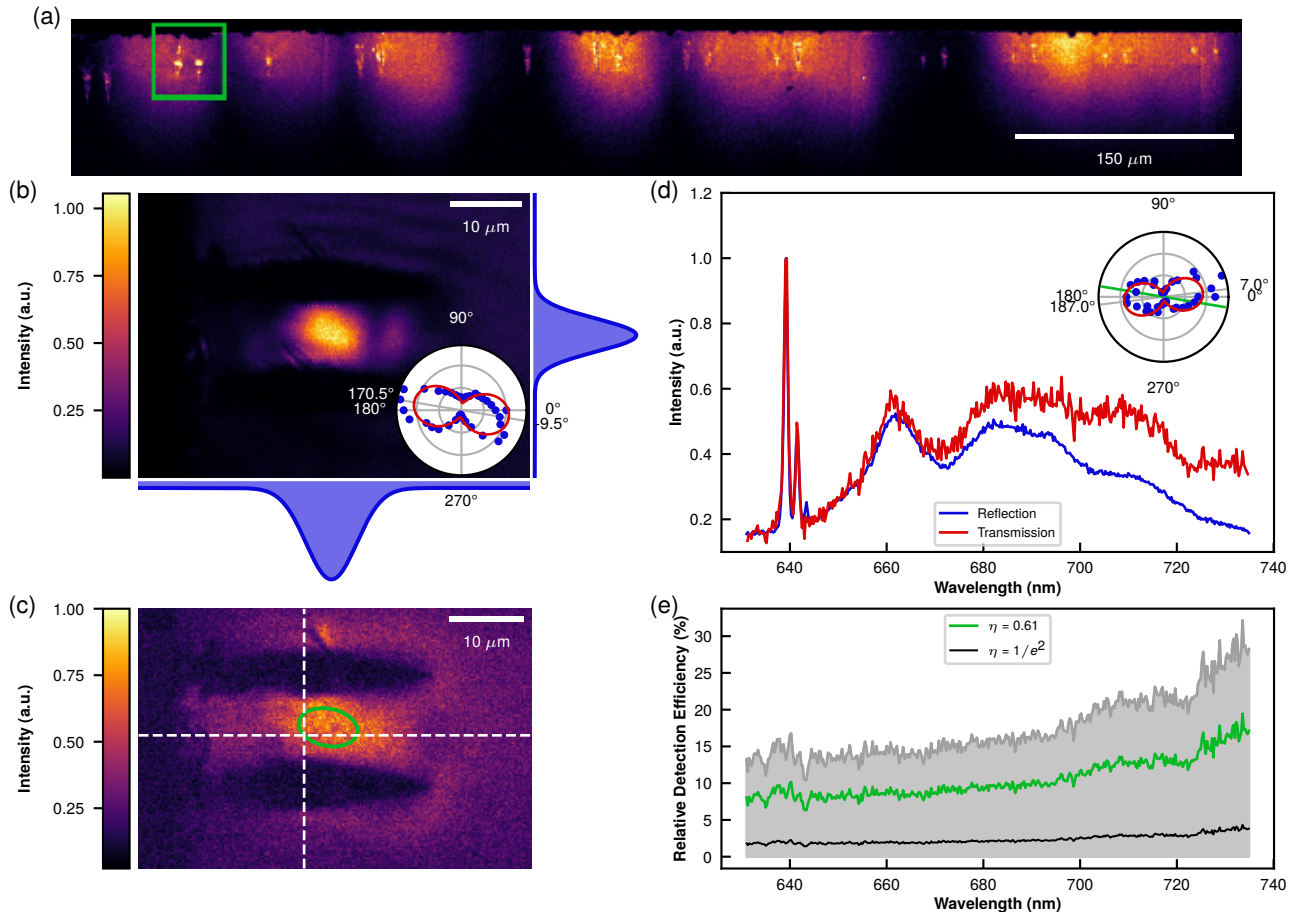 (a)
150 μm
(b)
1.00
0.75
0.50
0.25
Intensity (a.u.)
10 μm
90°
170.5°
180°
0°
-9.5°
270°
(c)
1.00
0.75
0.50
0.25
Intensity (a.u.)
10 μm
(d)
1.2
1.0
0.8
0.6
0.4
0.2
Intensity (a.u.)
90°
7.0°
180°
0°
187.0°
270°
Reflection
Transmission
640 660 680 700 720 740
Wavelength (nm)
(e)
30
25
20
15
10
5
0
Relative Detection Efficiency (%)
η = 0.61
η = 1/e²
640 660 680 700 720 740
Wavelength (nm)